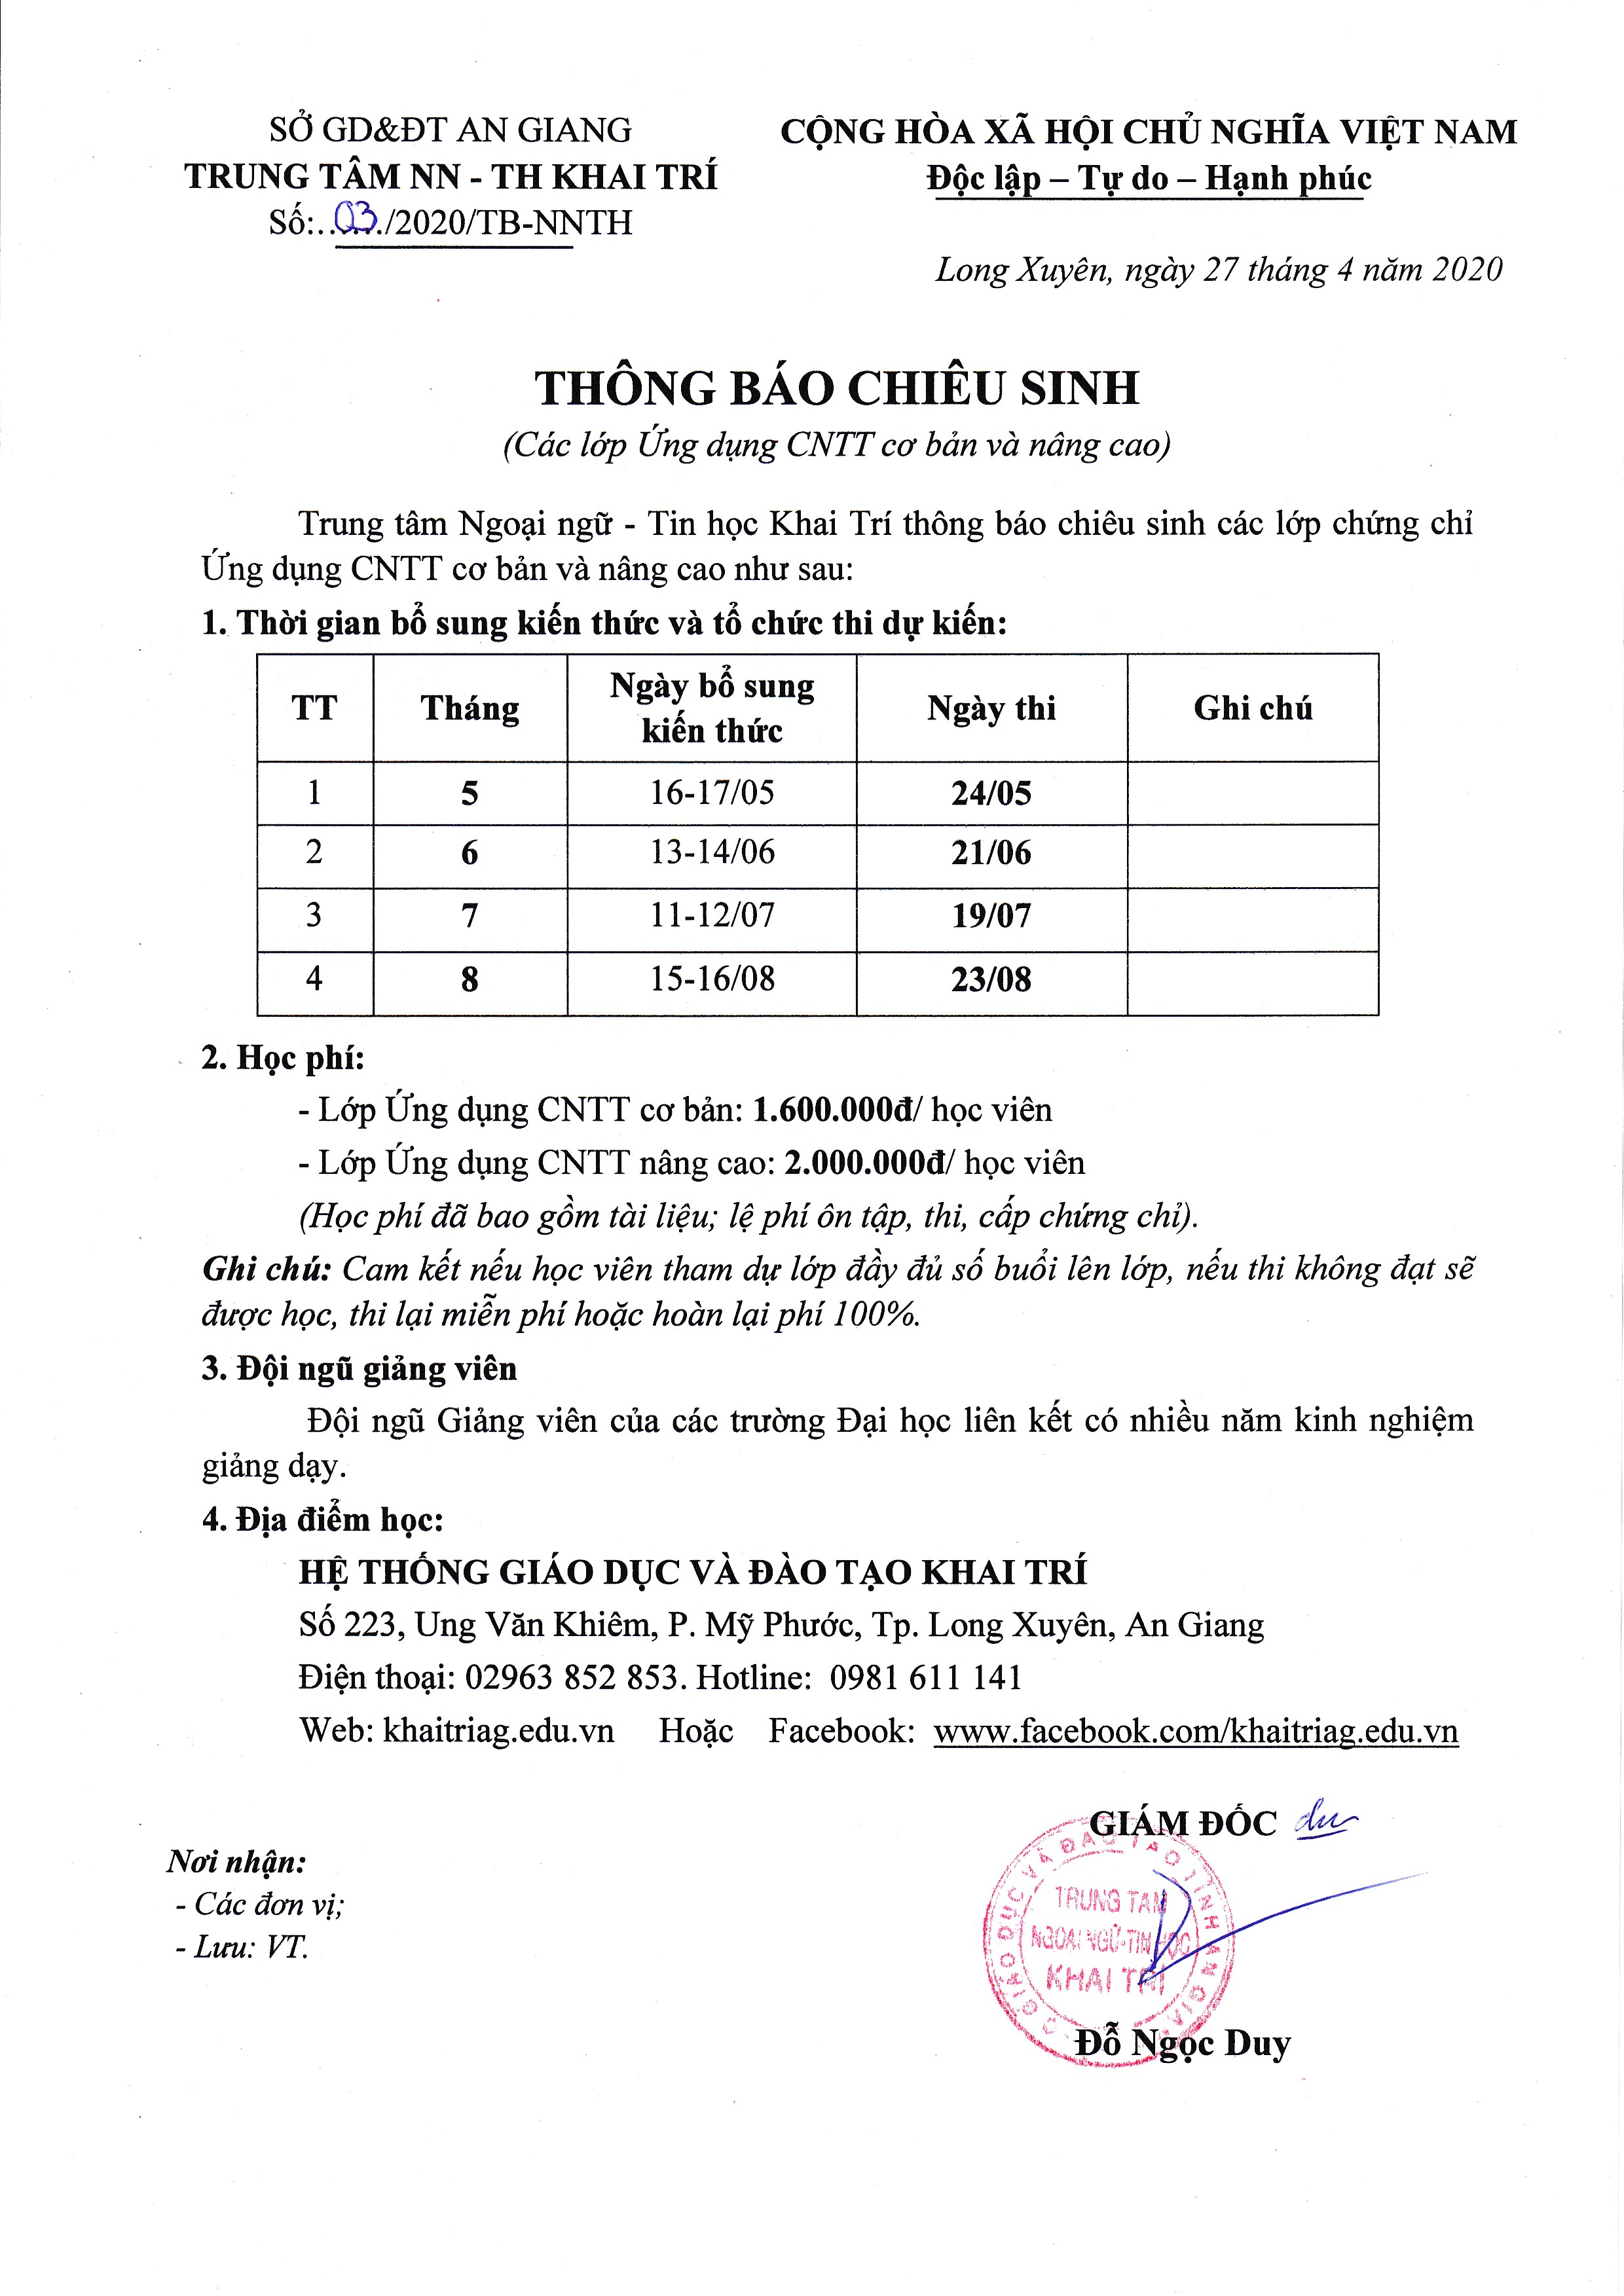 SỞ GD&ĐT AN GIANG
TRUNG TÂM NN - TH KHAI TRÍ
Số:..03../2020/TB-NNTH
CỘNG HÒA XÃ HỘI CHỦ NGHĨA VIỆT NAM
Độc lập – Tự do – Hạnh phúc
Long Xuyên, ngày 27 tháng 4 năm 2020
THÔNG BÁO CHIÊU SINH
(Các lớp Ứng dụng CNTT cơ bản và nâng cao)
Trung tâm Ngoại ngữ - Tin học Khai Trí thông báo chiêu sinh các lớp chứng chỉ
Ứng dụng CNTT cơ bản và nâng cao như sau:
1. Thời gian bổ sung kiến thức và tổ chức thi dự kiến:
TT Tháng Ngày bổ sung kiến thức Ngày thi Ghi chú
1 5 16-17/05 24/05
2 6 13-14/06 21/06
3 7 11-12/07 19/07
4 8 15-16/08 23/08
2. Học phí:
- Lớp Ứng dụng CNTT cơ bản: 1.600.000đ/ học viên
- Lớp Ứng dụng CNTT nâng cao: 2.000.000đ/ học viên
(Học phí đã bao gồm tài liệu; lệ phí ôn tập, thi, cấp chứng chỉ).
Ghi chú: Cam kết nếu học viên tham dự lớp đầy đủ số buổi lên lớp, nếu thi không đạt sẽ
được học, thi lại miễn phí hoặc hoàn lại phí 100%.
3. Đội ngũ giảng viên
Đội ngũ Giảng viên của các trường Đại học liên kết có nhiều năm kinh nghiệm
giảng dạy.
4. Địa điểm học:
HỆ THỐNG GIÁO DỤC VÀ ĐÀO TẠO KHAI TRÍ
Số 223, Ung Văn Khiêm, P. Mỹ Phước, Tp. Long Xuyên, An Giang
Điện thoại: 02963 852 853. Hotline: 0981 611 141
Web: khaitriag.edu.vn Hoặc Facebook: www.facebook.com/khaitriag.edu.vn
Nơi nhận:
- Các đơn vị;
- Lưu: VT.
GIÁM ĐỐC
GIÁO DỤC VÀ ĐÀO TẠO TỈNH AN GIA
TRUNG TÂM
NGOẠI NGỮ-TIN HỌC
KHAI TRÍ
Đỗ Ngọc Duy